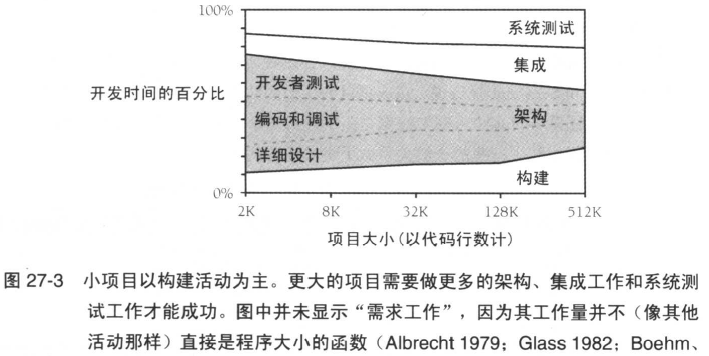 100%
系统测试
集成
开发者测试
开发时间的百分比
编码和调试
架构
详细设计
构建
0%
2K 8K 32K 128K 512K
项目大小(以代码行数计)
图 27-3 小项目以构建活动为主。更大的项目需要做更多的架构、集成工作和系统测
试工作才能成功。图中并未显示“需求工作”，因为其工作量并不（像其他
活动那样）直接是程序大小的函数（Albrecht 1979；Glass 1982；Boehm、